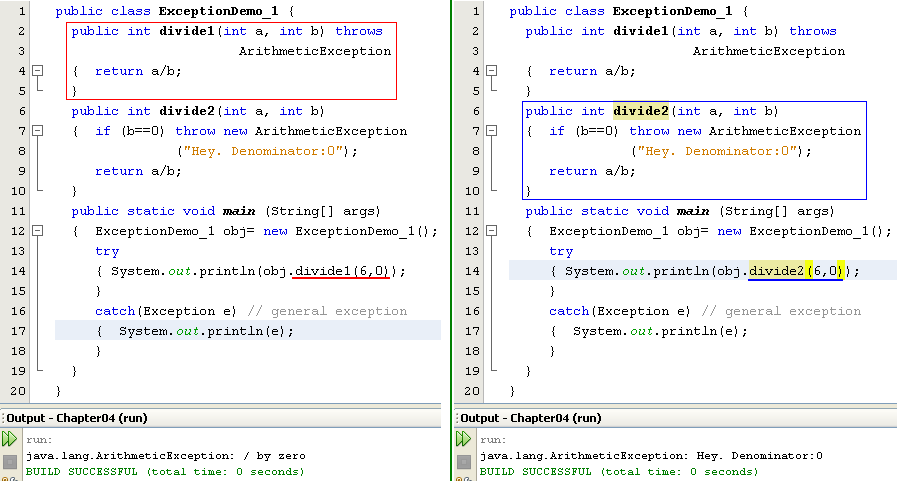 1 public class ExceptionDemo_1 {
2 public int divide1(int a, int b) throws
3 ArithmeticException
4 { return a/b;
5 }
6 public int divide2(int a, int b)
7 { if (b==0) throw new ArithmeticException
8 ("Hey. Denominator:0");
9 return a/b;
10 }
11 public static void main (String[] args)
12 { ExceptionDemo_1 obj= new ExceptionDemo_1();
13 try
14 { System.out.println(obj.divide1(6,0));
15 }
16 catch(Exception e) // general exception
17 { System.out.println(e);
18 }
19 }
20 }
Output - Chapter04 (run)
run:
java.lang.ArithmeticException: / by zero
BUILD SUCCESSFUL (total time: 0 seconds)
1 public class ExceptionDemo_1 {
2 public int divide1(int a, int b) throws
3 ArithmeticException
4 { return a/b;
5 }
6 public int divide2(int a, int b)
7 { if (b==0) throw new ArithmeticException
8 ("Hey. Denominator:0");
9 return a/b;
10 }
11 public static void main (String[] args)
12 { ExceptionDemo_1 obj= new ExceptionDemo_1();
13 try
14 { System.out.println(obj.divide2(6,0));
15 }
16 catch(Exception e) // general exception
17 { System.out.println(e);
18 }
19 }
20 }
Output - Chapter04 (run)
run:
java.lang.ArithmeticException: Hey. Denominator:0
BUILD SUCCESSFUL (total time: 0 seconds)